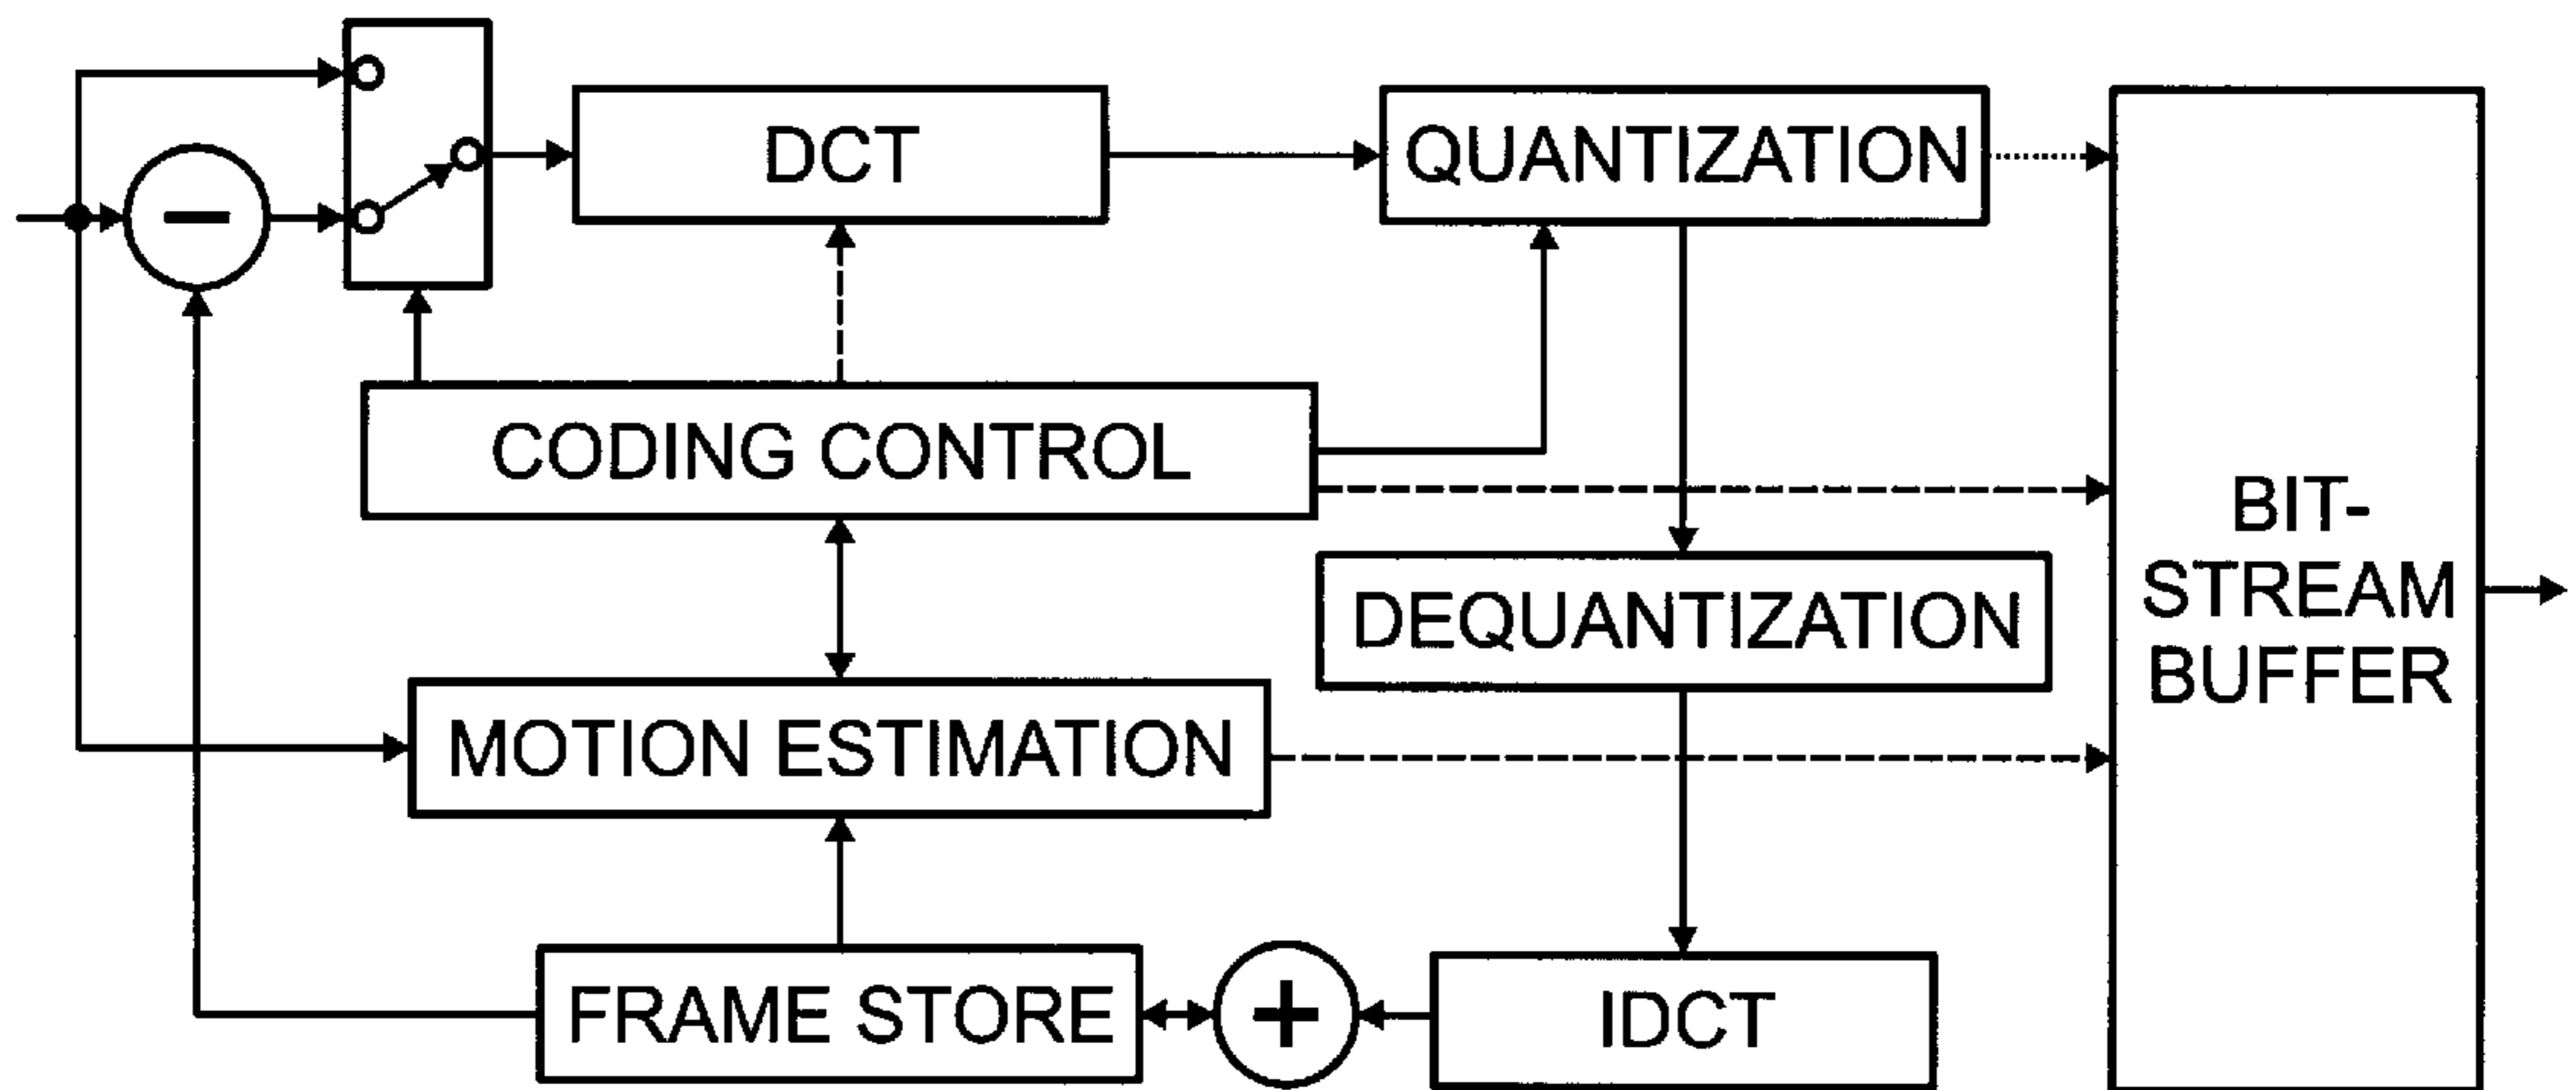 DCT
QUANTIZATION
CODING CONTROL
BIT-
STREAM
BUFFER
DEQUANTIZATION
MOTION ESTIMATION
FRAME STORE
+
IDCT
−